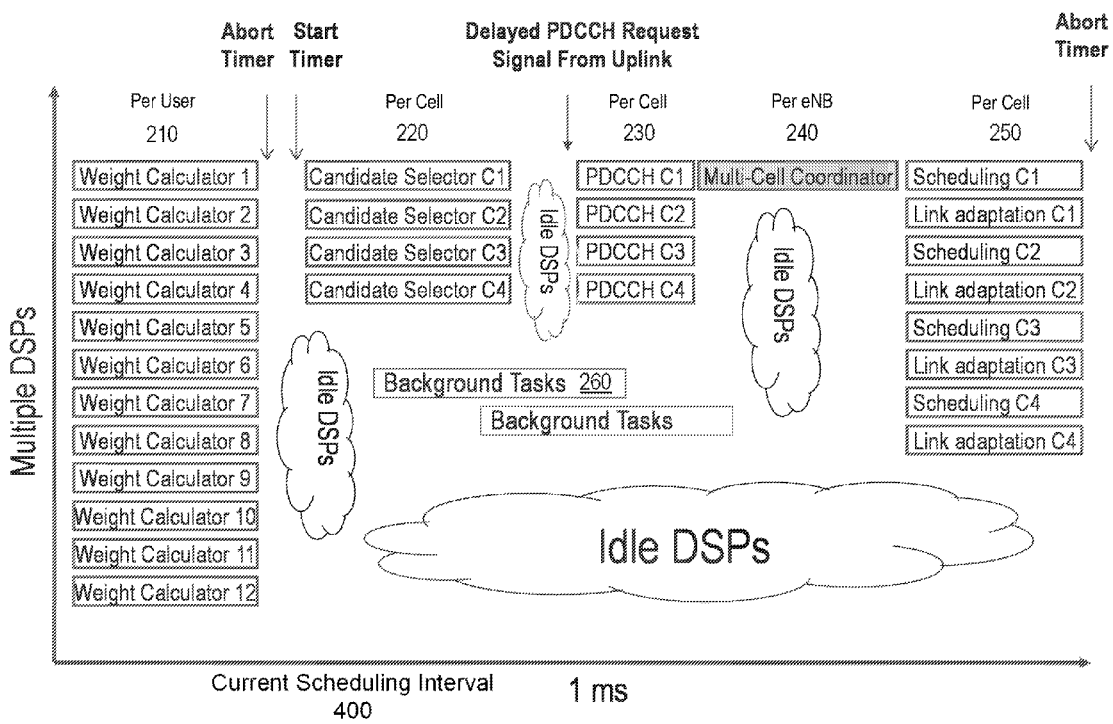 Abort Timer
Start Timer
Delayed PDCCH Request
Signal From Uplink
Abort Timer
Per User
210
Per Cell
220
Per Cell
230
Per eNB
240
Per Cell
250
Multiple DSPs
Weight Calculator 1
Weight Calculator 2
Weight Calculator 3
Weight Calculator 4
Weight Calculator 5
Weight Calculator 6
Weight Calculator 7
Weight Calculator 8
Weight Calculator 9
Weight Calculator 10
Weight Calculator 11
Weight Calculator 12
Idle DSPs
Candidate Selector C1
Candidate Selector C2
Candidate Selector C3
Candidate Selector C4
Idle DSPs
PDCCH C1
PDCCH C2
PDCCH C3
PDCCH C4
Multi-Cell Coordinator
Idle DSPs
Scheduling C1
Link adaptation C1
Scheduling C2
Link adaptation C2
Scheduling C3
Link adaptation C3
Scheduling C4
Link adaptation C4
Background Tasks 260
Background Tasks
Idle DSPs
Current Scheduling Interval
400
1 ms